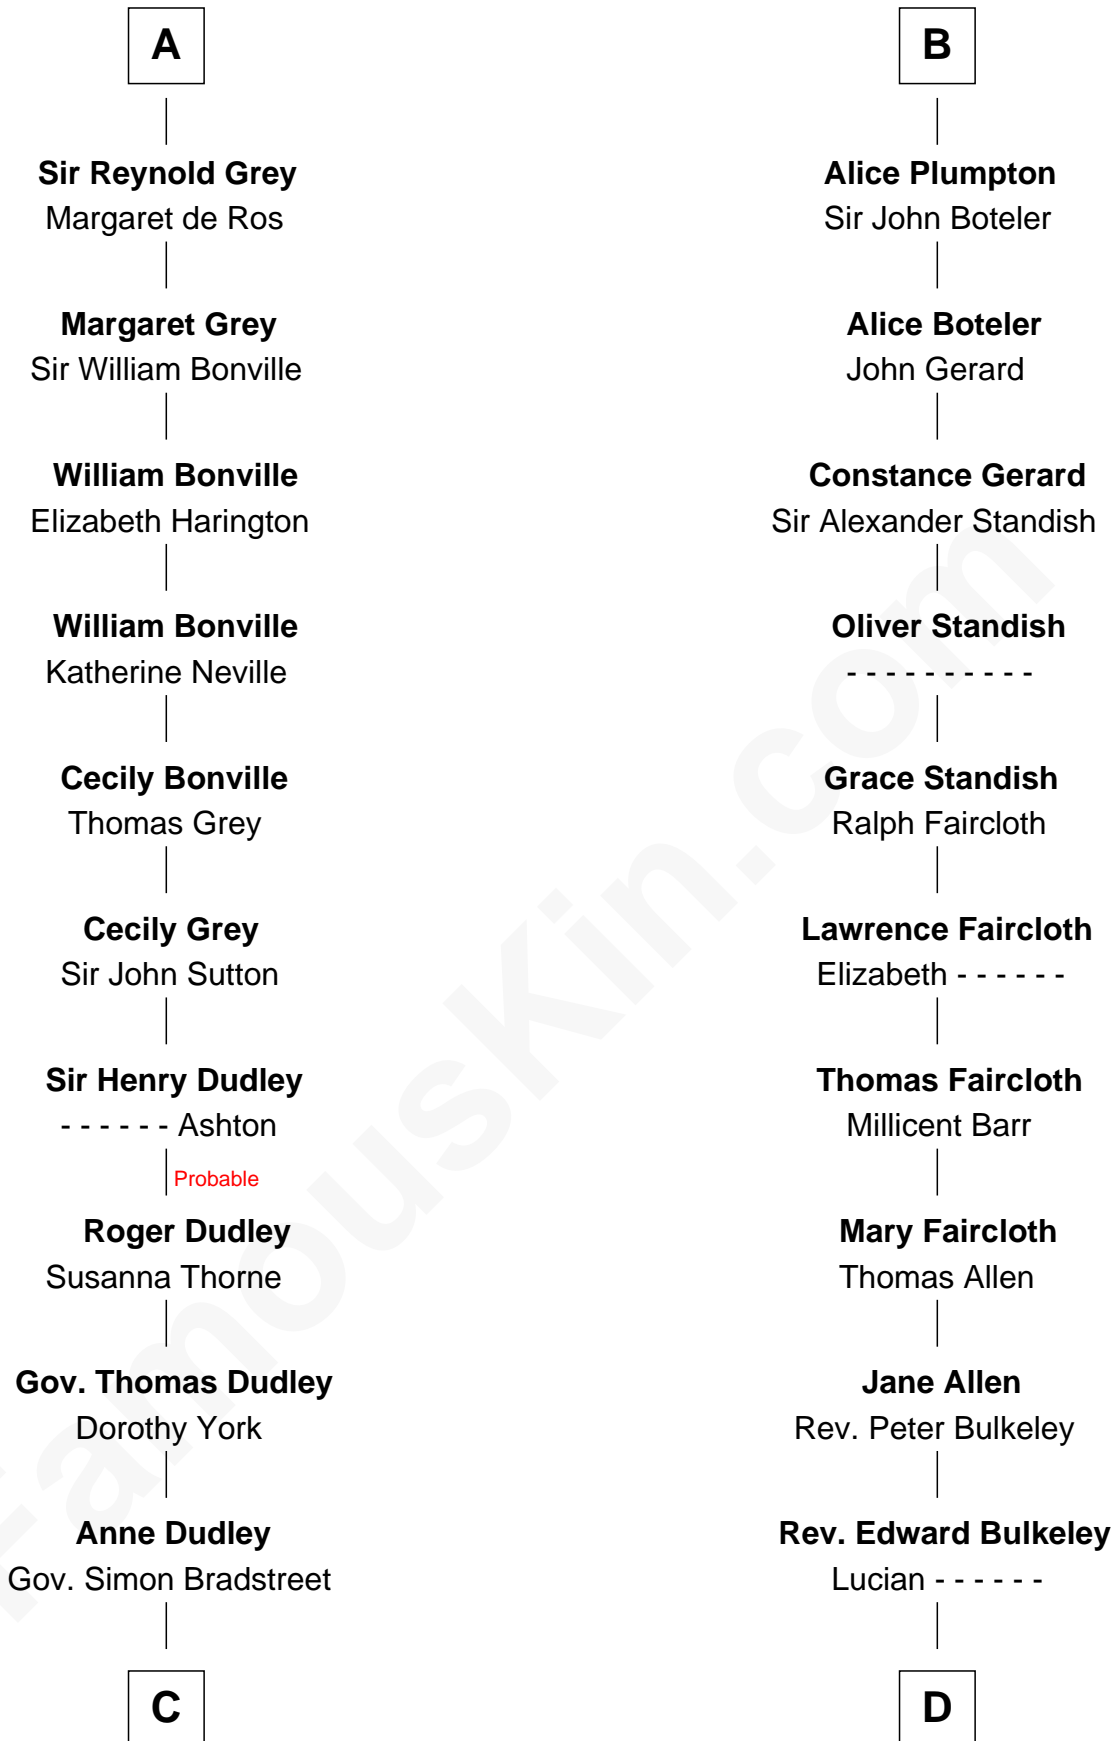 A
Sir Reynold Grey
Margaret de Ros
Margaret Grey
Sir William Bonville
William Bonville
Elizabeth Harington
William Bonville
Katherine Neville
Cecily Bonville
Thomas Grey
Cecily Grey
Sir John Sutton
Sir Henry Dudley
- - - - - - Ashton
Probable
Roger Dudley
Susanna Thorne
Gov. Thomas Dudley
Dorothy York
Anne Dudley
Gov. Simon Bradstreet
C
B
Alice Plumpton
Sir John Boteler
Alice Boteler
John Gerard
Constance Gerard
Sir Alexander Standish
Oliver Standish
- - - - - - - - - -
Grace Standish
Ralph Faircloth
Lawrence Faircloth
Elizabeth - - - - - -
Thomas Faircloth
Millicent Barr
Mary Faircloth
Thomas Allen
Jane Allen
Rev. Peter Bulkeley
Rev. Edward Bulkeley
Lucian - - - - - -
D
FamousKin.com